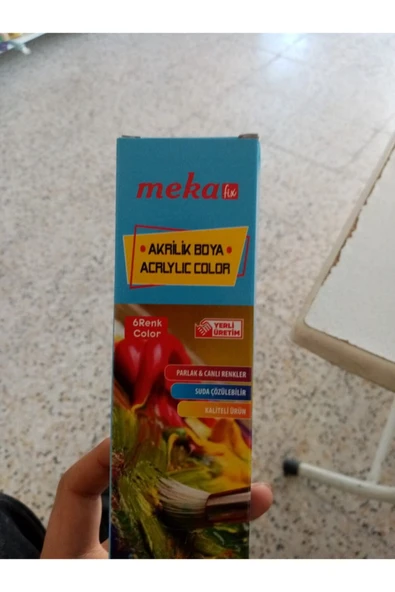 meka fix
AKRİLİK BOYA
ACRLYLIC COLOR
6Renk
Color
YERLİ
ÜRETİM
PARLAK & CANLI RENKLER
SUDA ÇÖZÜLEBİLİR
KALİTELİ ÜRÜN